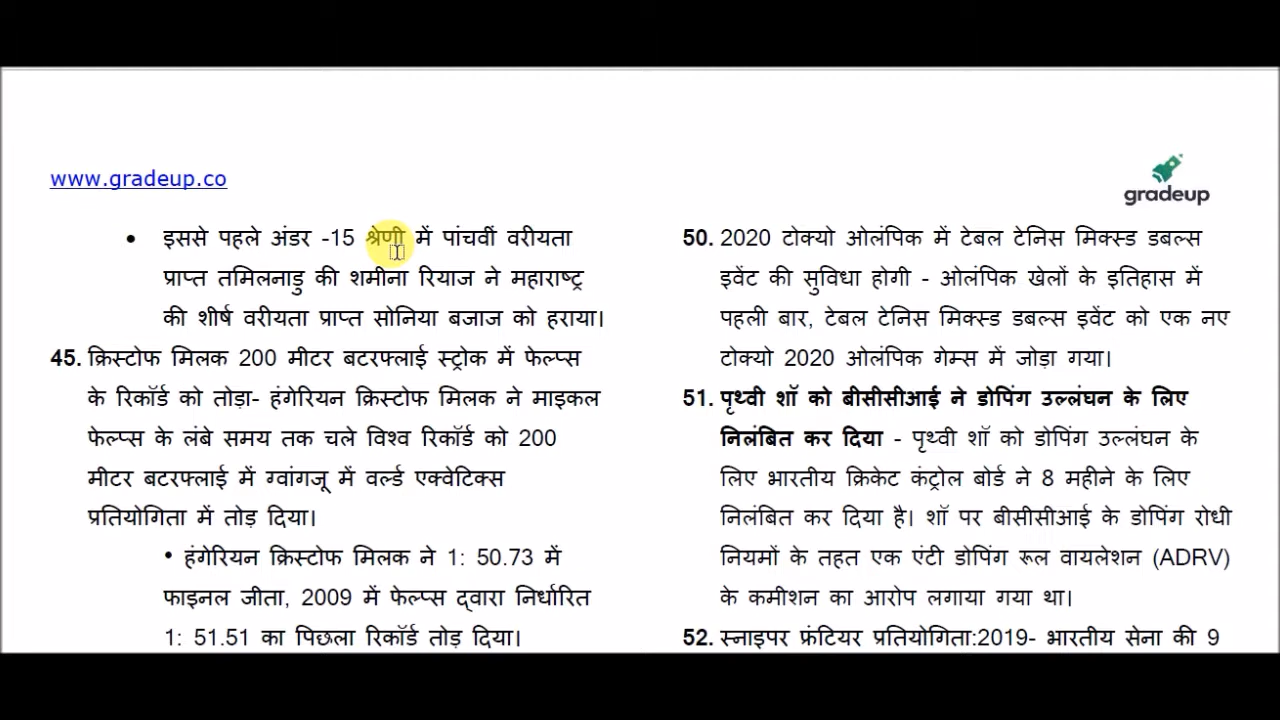 www.gradeup.co
gradeup
• इससे पहले अंडर -15 श्रेणी में पांचवीं वरीयता
प्राप्त तमिलनाडु की शमीना रियाज ने महाराष्ट्र
की शीर्ष वरीयता प्राप्त सोनिया बजाज को हराया।
45. क्रिस्टोफ मिलक 200 मीटर बटरफ्लाई स्ट्रोक में फेल्प्स
के रिकॉर्ड को तोड़ा- हंगेरियन क्रिस्टोफ मिलक ने माइकल
फेल्प्स के लंबे समय तक चले विश्व रिकॉर्ड को 200
मीटर बटरफ्लाई में ग्वांगजू में वर्ल्ड एक्वेटिक्स
प्रतियोगिता में तोड़ दिया।
• हंगेरियन क्रिस्टोफ मिलक ने 1: 50.73 में
फाइनल जीता, 2009 में फेल्प्स द्वारा निर्धारित
1: 51.51 का पिछला रिकॉर्ड तोड़ दिया।
50. 2020 टोक्यो ओलंपिक में टेबल टेनिस मिक्स्ड डबल्स
इवेंट की सुविधा होगी - ओलंपिक खेलों के इतिहास में
पहली बार, टेबल टेनिस मिक्स्ड डबल्स इवेंट को एक नए
टोक्यो 2020 ओलंपिक गेम्स में जोड़ा गया।
51. पृथ्वी शॉ को बीसीसीआई ने डोपिंग उल्लंघन के लिए
निलंबित कर दिया - पृथ्वी शॉ को डोपिंग उल्लंघन के
लिए भारतीय क्रिकेट कंट्रोल बोर्ड ने 8 महीने के लिए
निलंबित कर दिया है। शॉ पर बीसीसीआई के डोपिंग रोधी
नियमों के तहत एक एंटी डोपिंग रूल वायलेशन (ADRV)
के कमीशन का आरोप लगाया गया था।
52. स्नाइपर फ्रंटियर प्रतियोगिता:2019- भारतीय सेना की 9